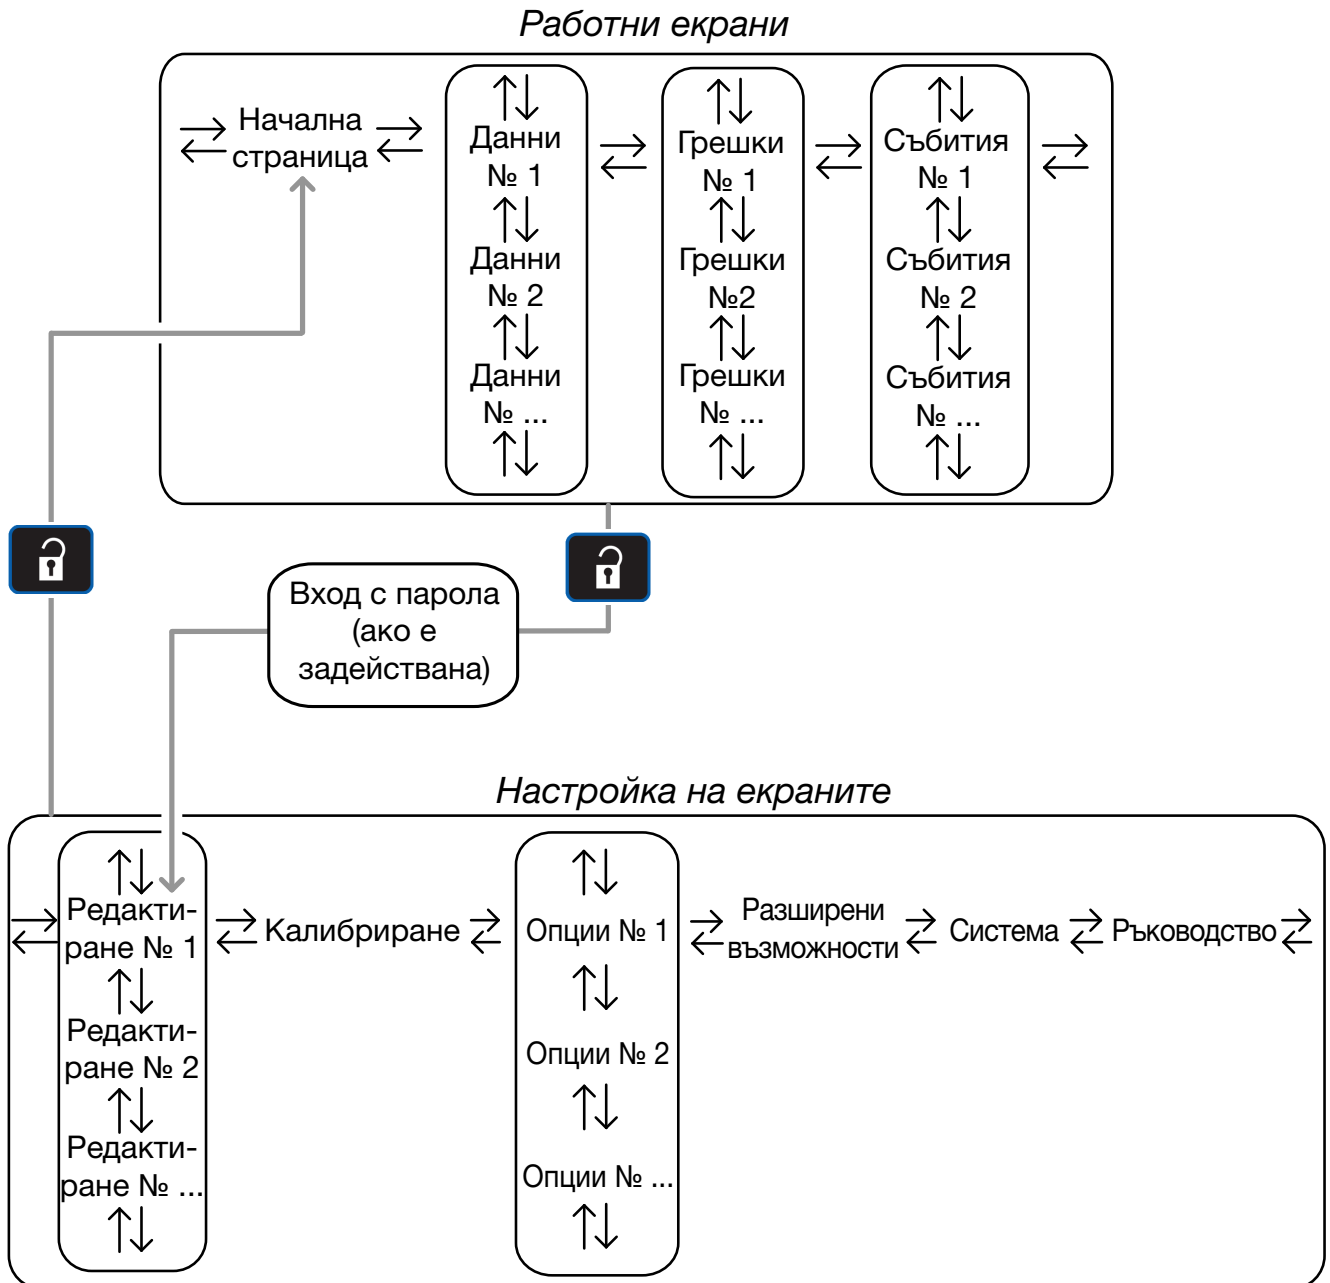 Работни екрани
Начална
страница
Данни
№ 1
Данни
№ 2
Данни
№ ...
Грешки
№ 1
Грешки
№2
Грешки
№ ...
Събития
№ 1
Събития
№ 2
Събития
№ ...
Вход с парола
(ако е
задействана)
Настройка на екраните
Редакти-
ране № 1
Редакти-
ране № 2
Редакти-
ране № ...
Калибриране
Опции № 1
Опции № 2
Опции № ...
Разширени
възможности
Система
Ръководство